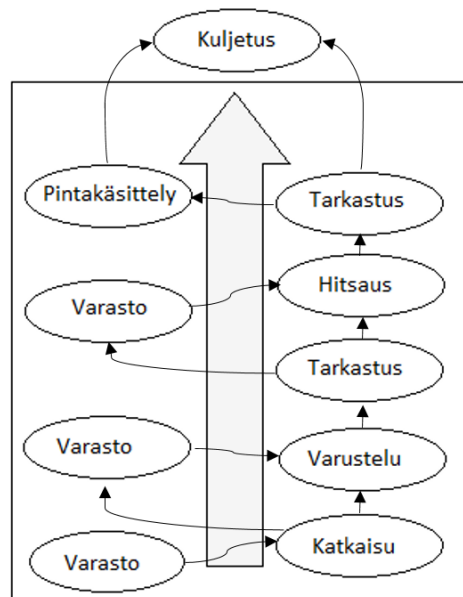 Kuljetus
Pintakäsittely
Tarkastus
Hitsaus
Varasto
Tarkastus
Varasto
Varustelu
Katkaisu
Varasto